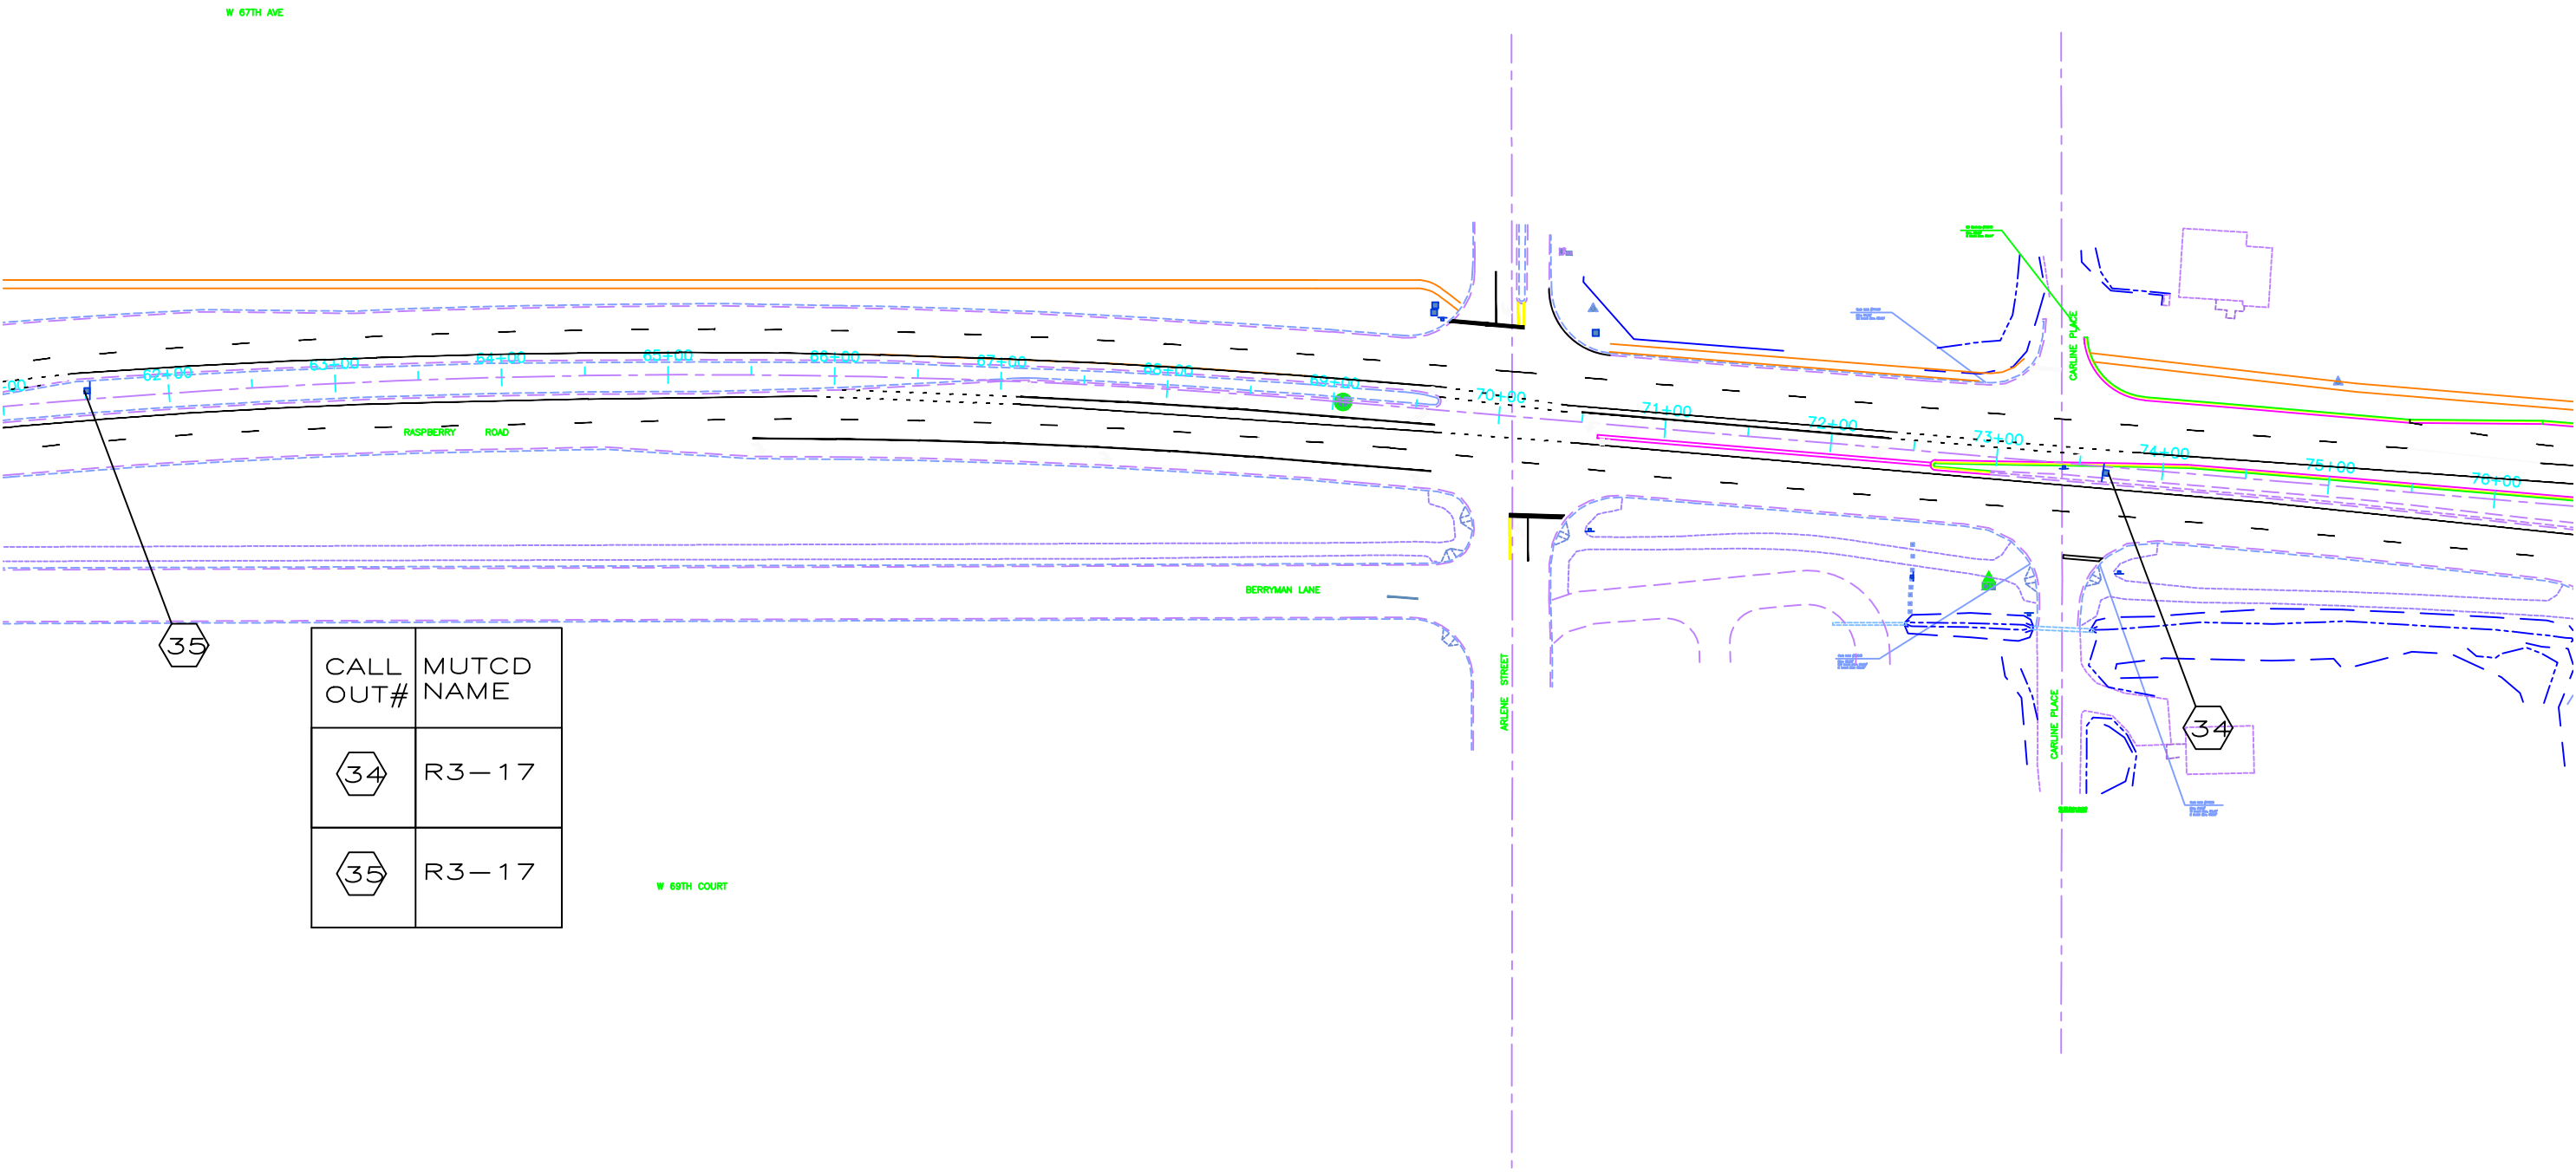 W 67TH AVE
CARLINE PLACE
00
62+00
63+00
64+00
65+00
66+00
67+00
68+00
69+00
70+00
71+00
72+00
73+00
74+00
75+00
76+00
RASPBERRY ROAD
BERRYMAN LANE
35
ARLENE STREET
CARLINE PLACE
34
CALL OUT#
MUTCD NAME
34 R3-17
35 R3-17
W 69TH COURT